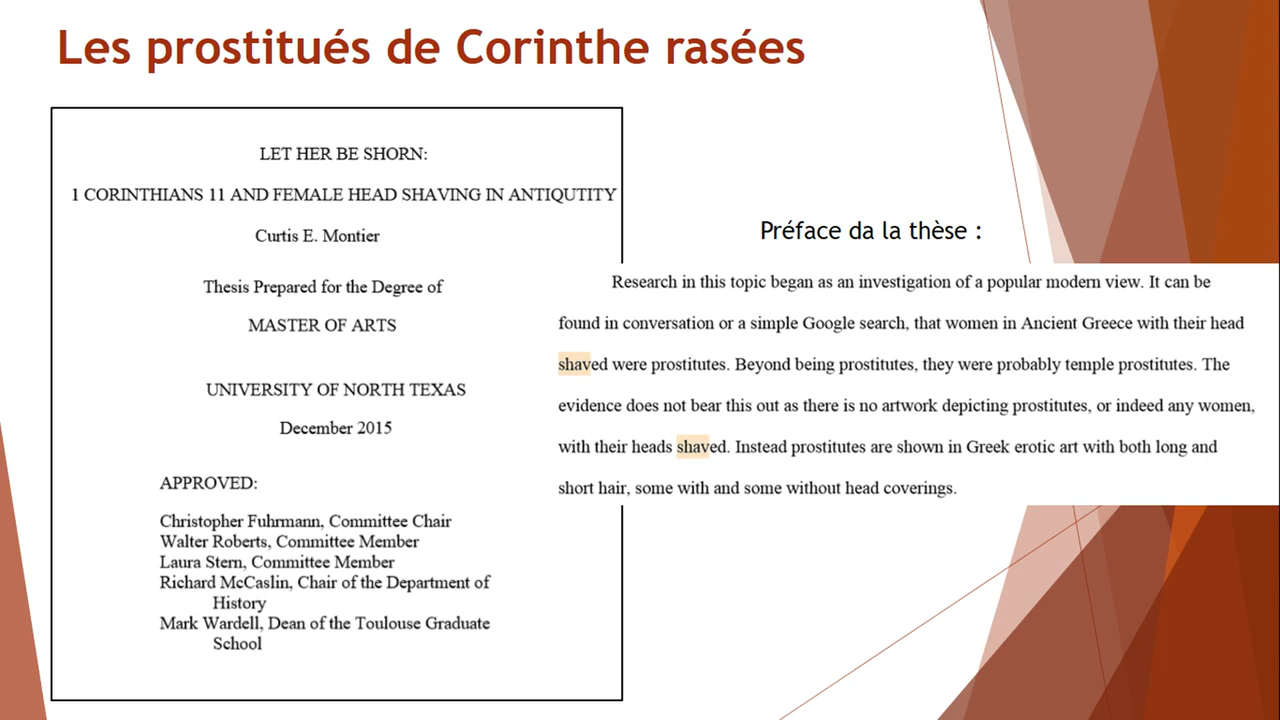 Les prostitués de Corinthe rasées
LET HER BE SHORN:
1 CORINTHIANS 11 AND FEMALE HEAD SHAVING IN ANTIQUTITY
Curtis E. Montier
Thesis Prepared for the Degree of
MASTER OF ARTS
UNIVERSITY OF NORTH TEXAS
December 2015
APPROVED:
Christopher Fuhrmann, Committee Chair
Walter Roberts, Committee Member
Laura Stern, Committee Member
Richard McCaslin, Chair of the Department of
History
Mark Wardell, Dean of the Toulouse Graduate
School
Préface da la thèse :
Research in this topic began as an investigation of a popular modern view. It can be
found in conversation or a simple Google search, that women in Ancient Greece with their head
shaved were prostitutes. Beyond being prostitutes, they were probably temple prostitutes. The
evidence does not bear this out as there is no artwork depicting prostitutes, or indeed any women,
with their heads shaved. Instead prostitutes are shown in Greek erotic art with both long and
short hair, some with and some without head coverings.